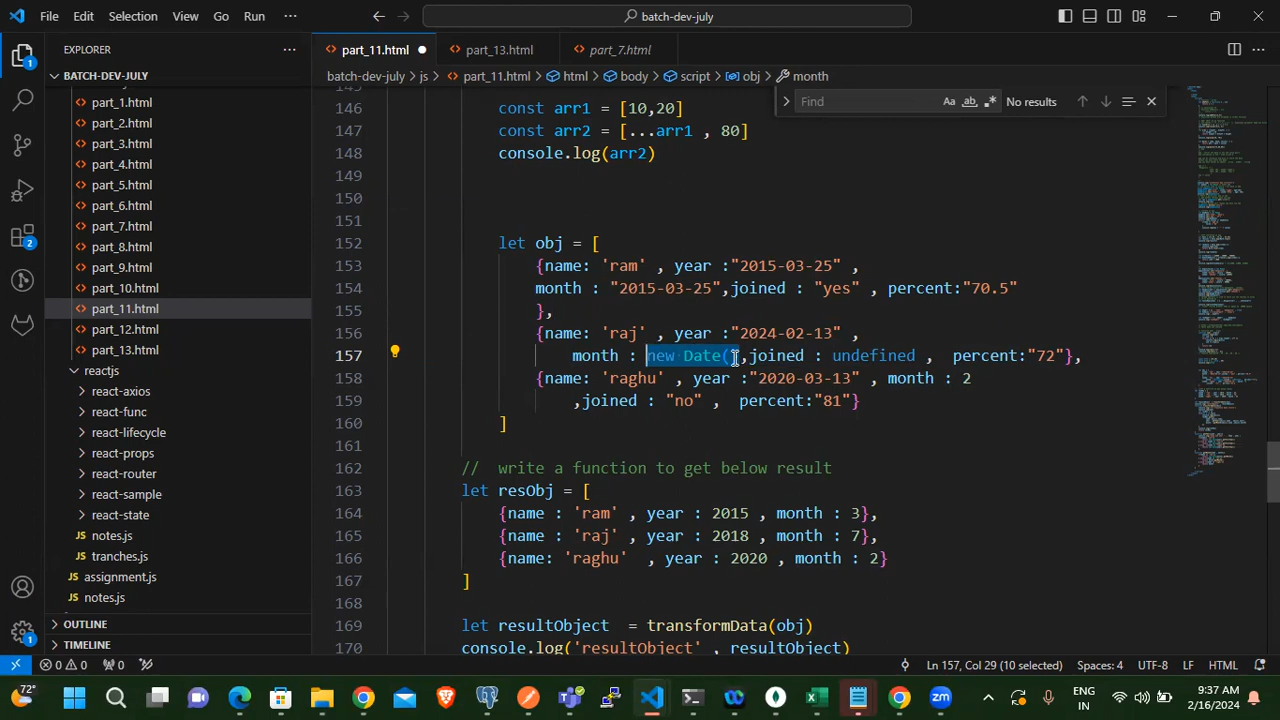 File Edit Selection View Go Run
batch-dev-july
EXPLORER
part_11.html
part_13.html
part_7.html
BATCH-DEV-JULY
batch-dev-july > js > part_11.html > html > body > script > obj > month
Find
Aa ab
No results
part_1.html
part_2.html
part_3.html
part_4.html
part_5.html
part_6.html
part_7.html
part_8.html
part_9.html
part_10.html
part_11.html
part_12.html
part_13.html
reactjs
react-axios
react-func
react-lifecycle
react-props
react-router
react-sample
react-state
notes.js
tranches.js
assignment.js
notes.js
OUTLINE
TIMELINE
1
2
1
145
146 const arr1 = [10,20]
147 const arr2 = [...arr1 , 80]
148 console.log(arr2)
149
150
151
152 let obj = [
153 {name: 'ram' , year :"2015-03-25" ,
154 month : "2015-03-25",joined : "yes" , percent:"70.5"
155 },
156 {name: 'raj' , year :"2024-02-13" ,
157 month : new Date(),joined : undefined , percent:"72"},
158 {name: 'raghu' , year :"2020-03-13" , month : 2
159 ,joined : "no" , percent:"81"}
160 ]
161
162 // write a function to get below result
163 let resObj = [
164 {name : 'ram' , year : 2015 , month : 3},
165 {name : 'raj' , year : 2018 , month : 7},
166 {name: 'raghu' , year : 2020 , month : 2}
167 ]
168
169 let resultObject = transformData(obj)
170 console.log('resultObject' , resultObject)
0 0 0
Ln 157, Col 29 (10 selected) Spaces: 4 UTF-8 LF HTML
72°
zm
ENG
IN
9:37 AM
2/16/2024